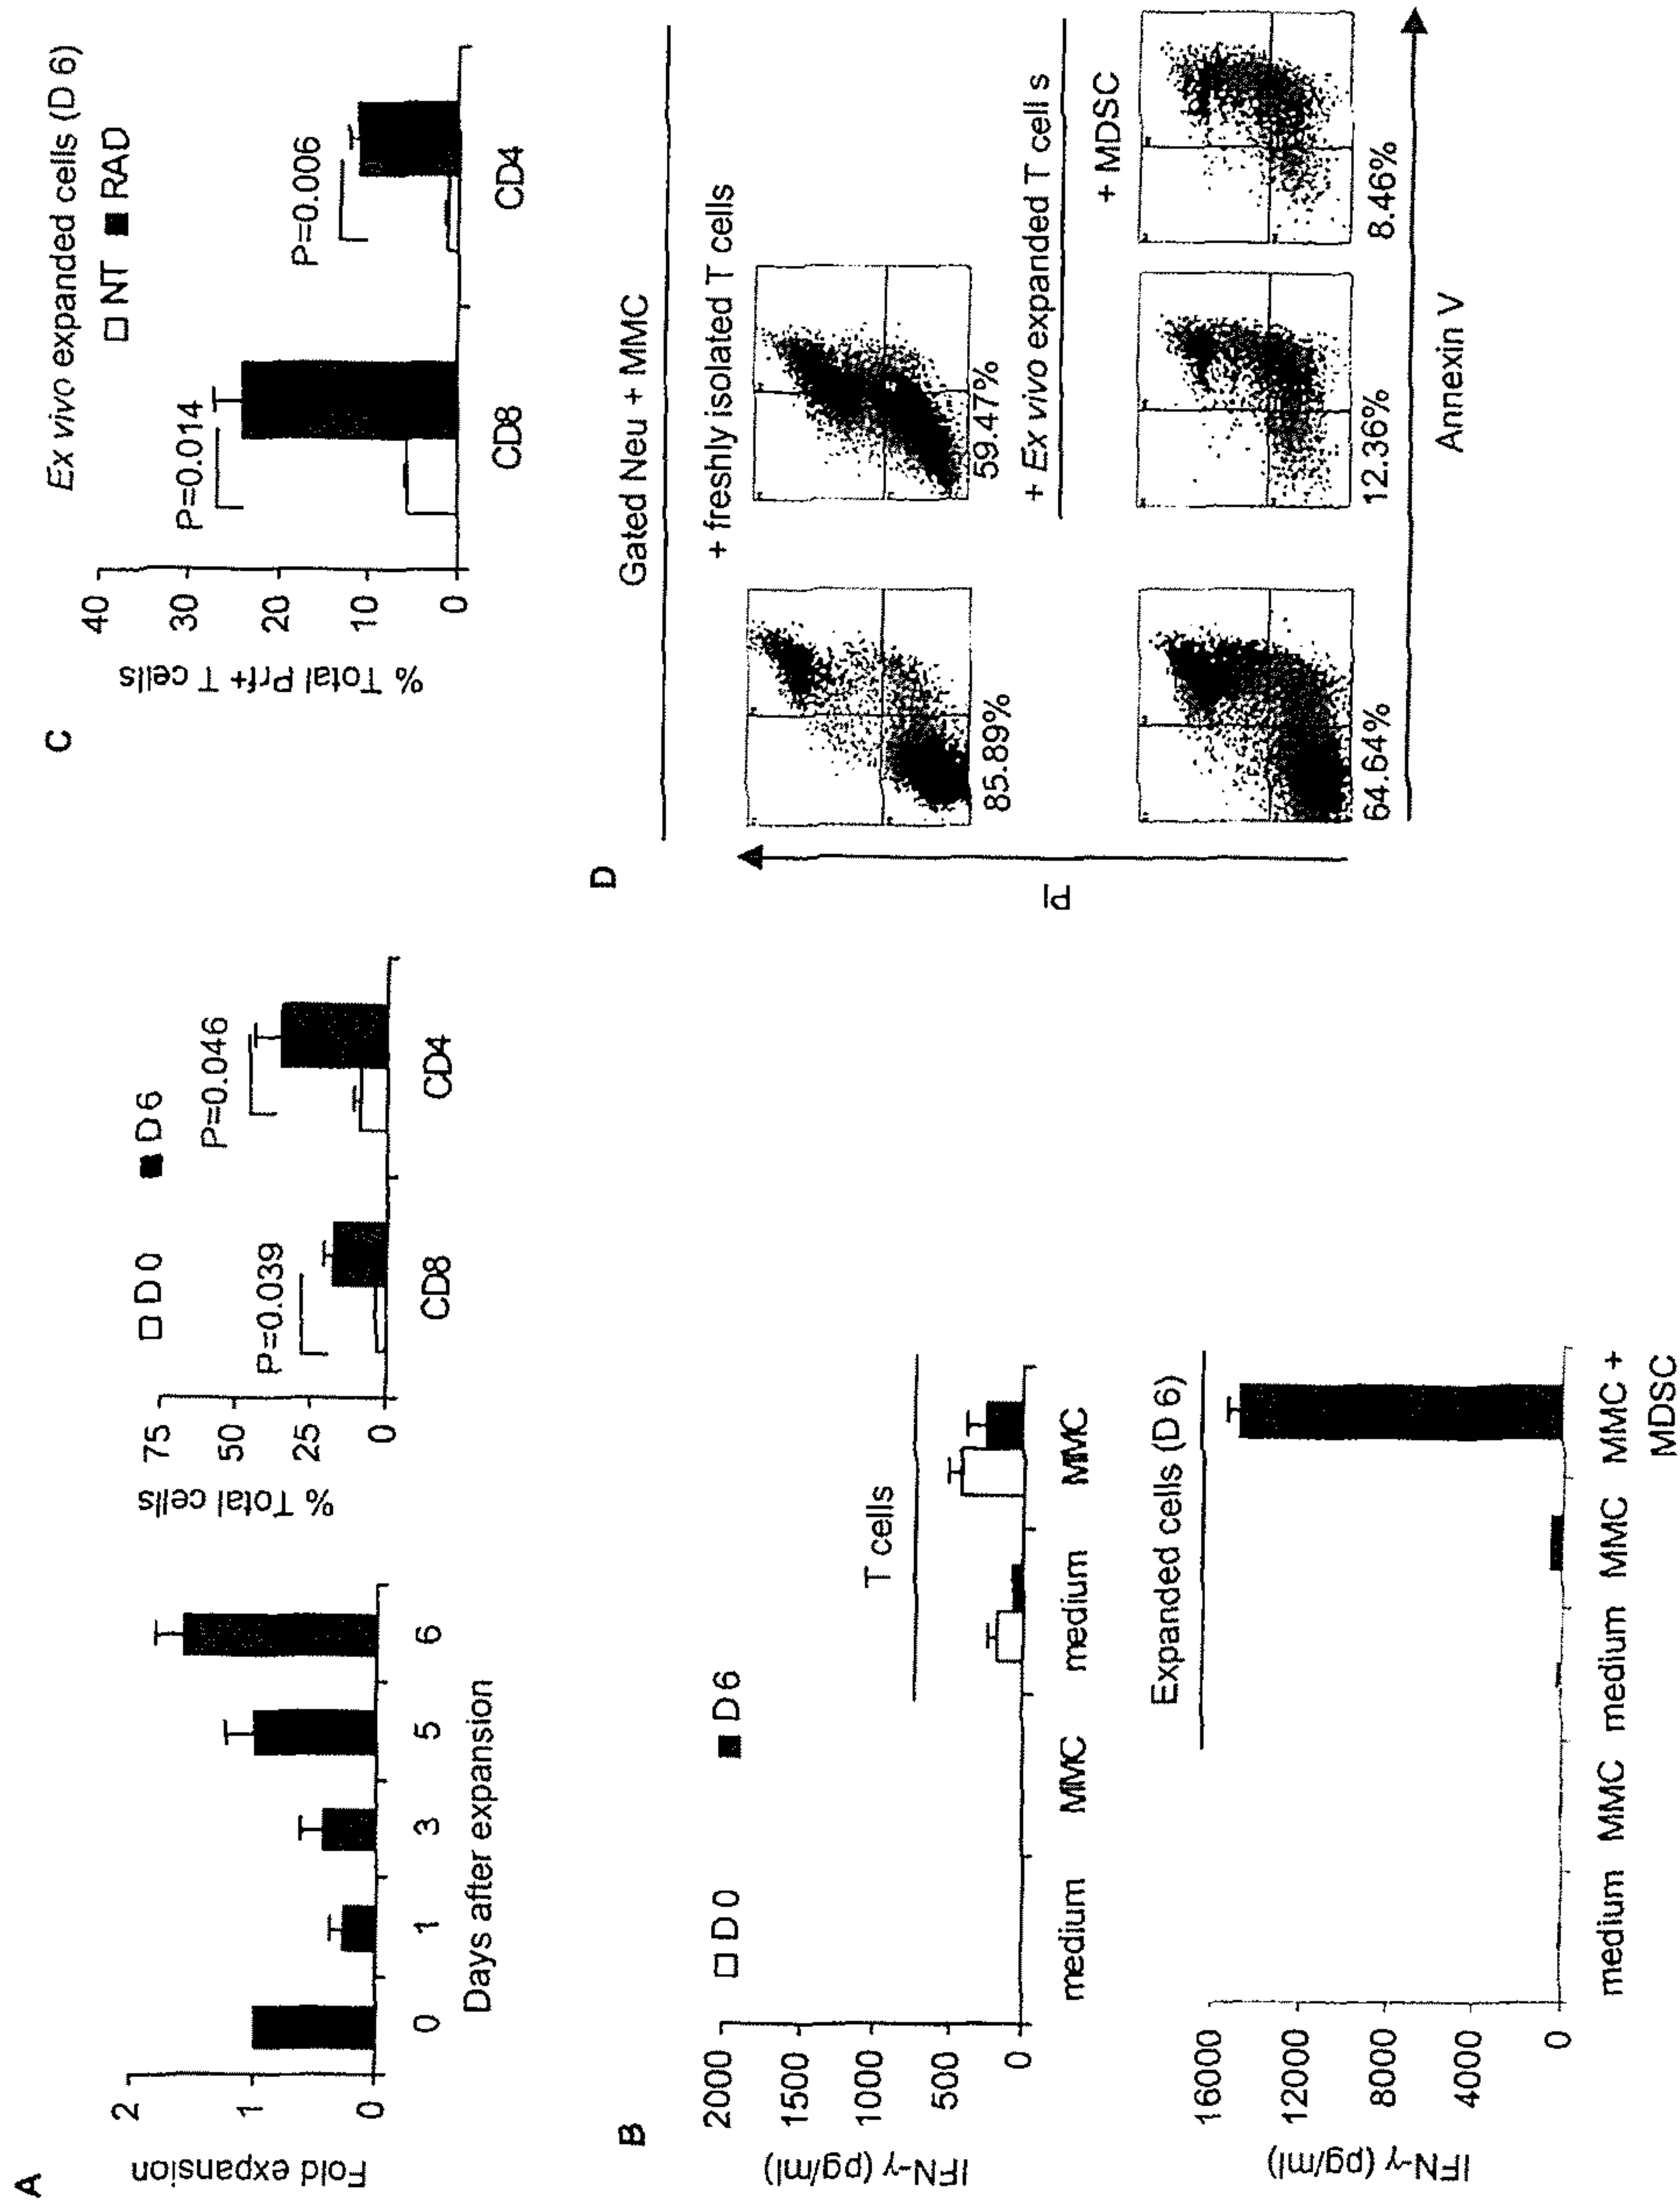 A
Fold expansion
2
1
0
0 1 3 5 6
Days after expansion
% Total cells
75
50
25
0
D 0 D 6
P=0.039
P=0.046
CD8 CD4
B
IFN-γ (pg/ml)
2000
1500
1000
500
0
D 0 D 6
T cells
medium MMC medium MMC
IFN-γ (pg/ml)
16000
12000
8000
4000
0
Expanded cells (D 6)
medium MMC medium MMC MMC +
MDSC
C
Ex vivo expanded cells (D 6)
NT RAD
% Total Prf+ T cells
40
30
20
10
0
P=0.014
P=0.006
CD8 CD4
D
Gated Neu + MMC
+ freshly isolated T cells
85.89% 59.47%
+ Ex vivo expanded T cells
+ MDSC
64.64% 12.36% 8.46%
PI
Annexin V